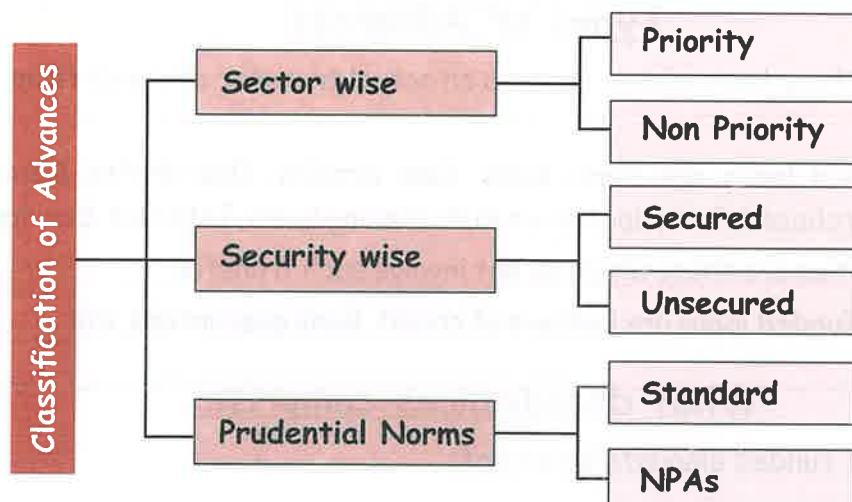 Classification of Advances
Sector wise
Priority
Non Priority
Security wise
Secured
Unsecured
Prudential Norms
Standard
NPAs